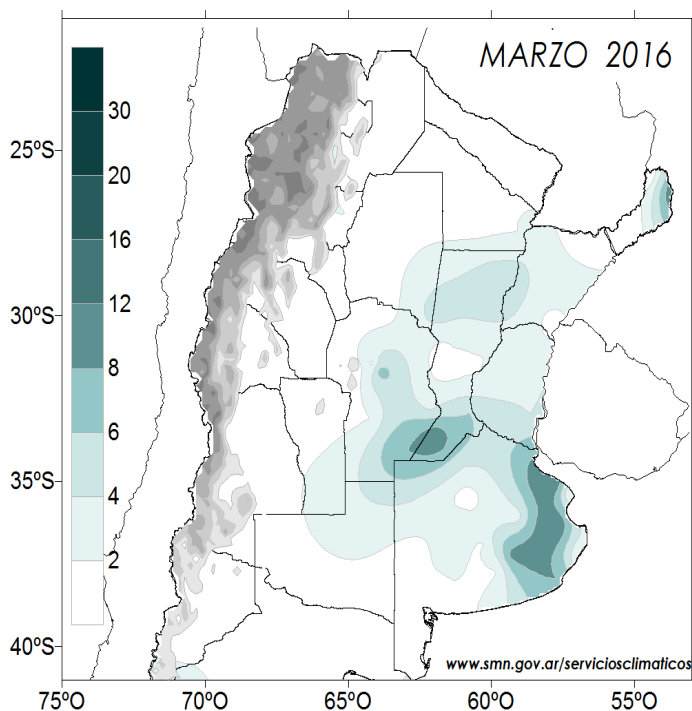 MARZO 2016
30
20
16
12
8
6
4
2
25ºS
30ºS
35ºS
40ºS
www.smn.gov.ar/serviciosclimaticos
75ºO
70ºO
65ºO
60ºO
55ºO